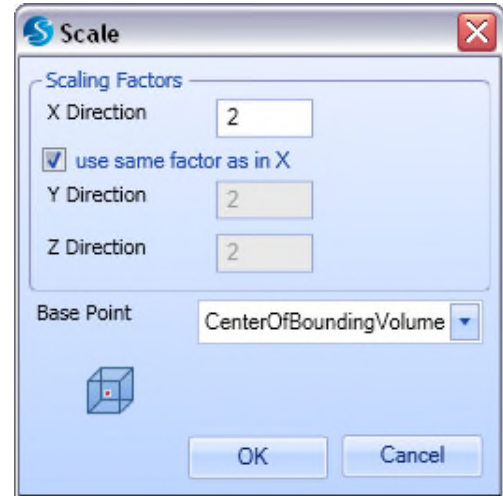 Scale
Scaling Factors
X Direction 2
use same factor as in X
Y Direction 2
Z Direction 2
Base Point CenterOfBoundingVolume
OK Cancel